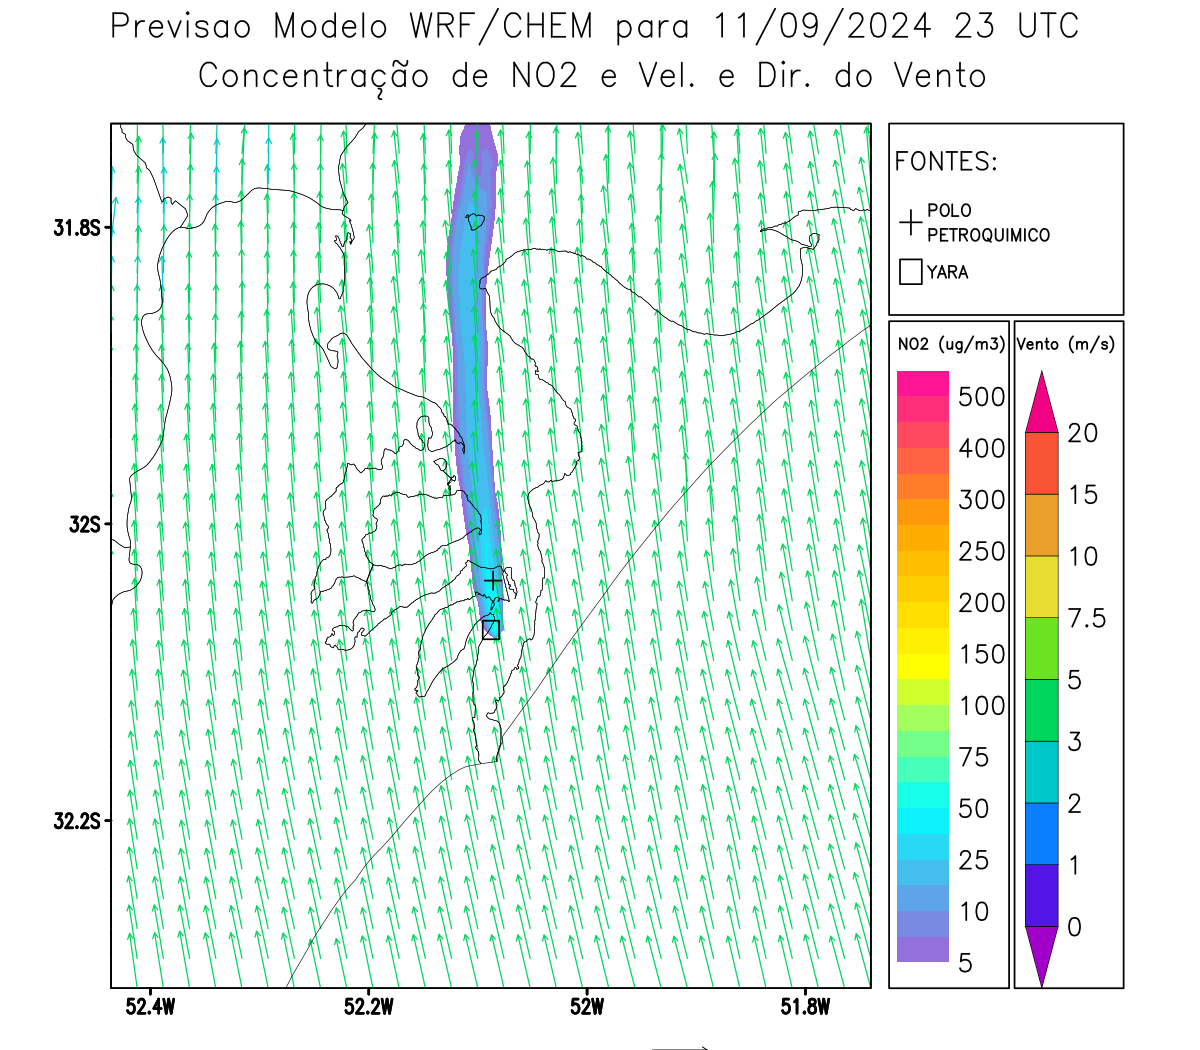 Previsao Modelo WRF/CHEM para 11/09/2024 23 UTC
Concentração de NO2 e Vel. e Dir. do Vento
FONTES:
POLO
PETROQUIMICO
YARA
NO2 (ug/m3)
500
400
300
250
200
150
100
75
50
25
10
5
Vento (m/s)
20
15
10
7.5
5
3
2
1
0
31.8S
32S
32.2S
52.4W
52.2W
52W
51.8W